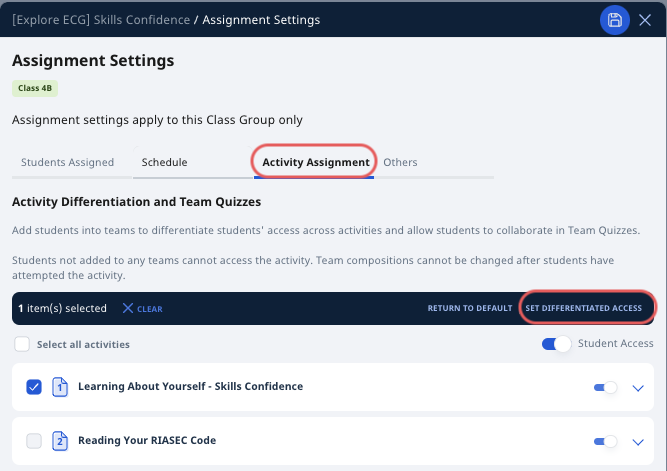 [Explore ECG] Skills Confidence / Assignment Settings
Assignment Settings
Class 4B
Assignment settings apply to this Class Group only
Students Assigned Schedule Activity Assignment Others
Activity Differentiation and Team Quizzes
Add students into teams to differentiate students' access across activities and allow students to collaborate in Team Quizzes.
Students not added to any teams cannot access the activity. Team compositions cannot be changed after students have
attempted the activity.
1 item(s) selected CLEAR RETURN TO DEFAULT SET DIFFERENTIATED ACCESS
Select all activities Student Access
1 Learning About Yourself - Skills Confidence
2 Reading Your RIASEC Code